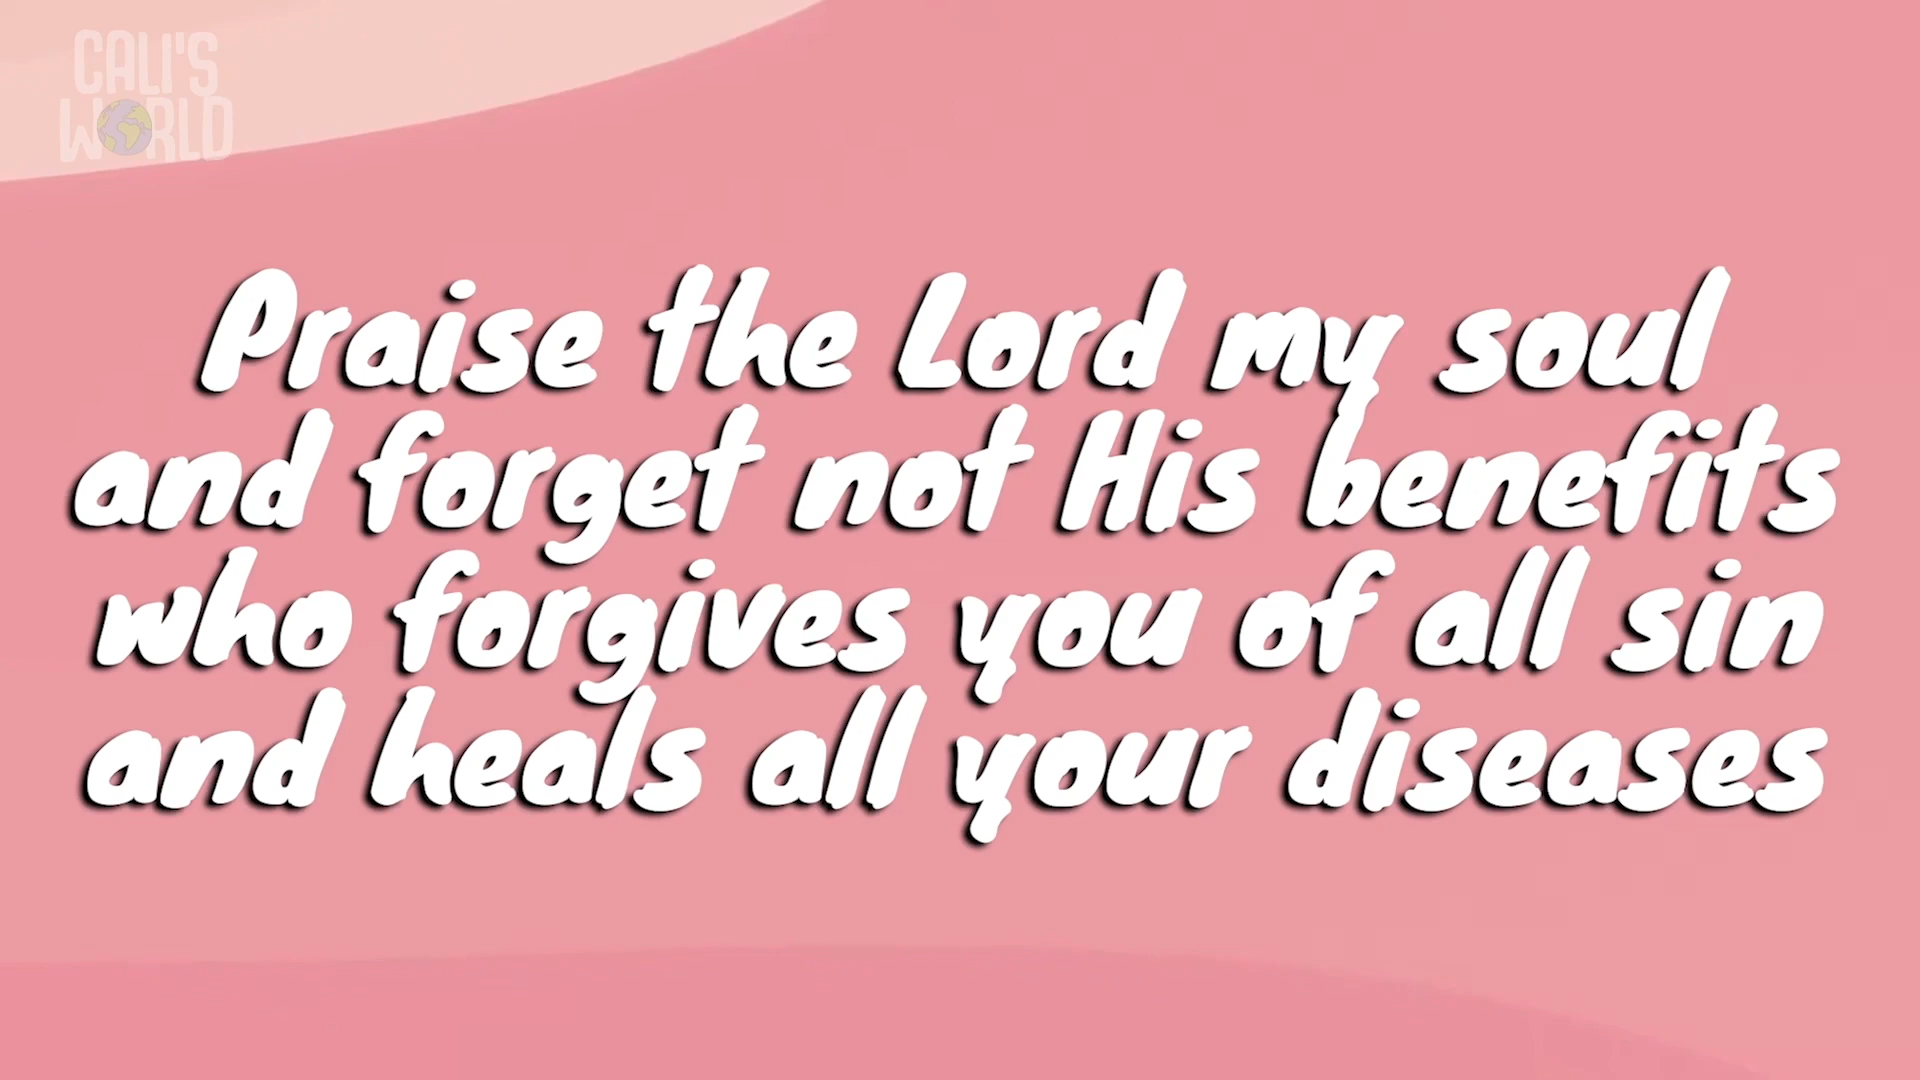 CALI'S
WORLD
Praise the Lord my soul
and forget not His benefits
who forgives you of all sin
and heals all your diseases